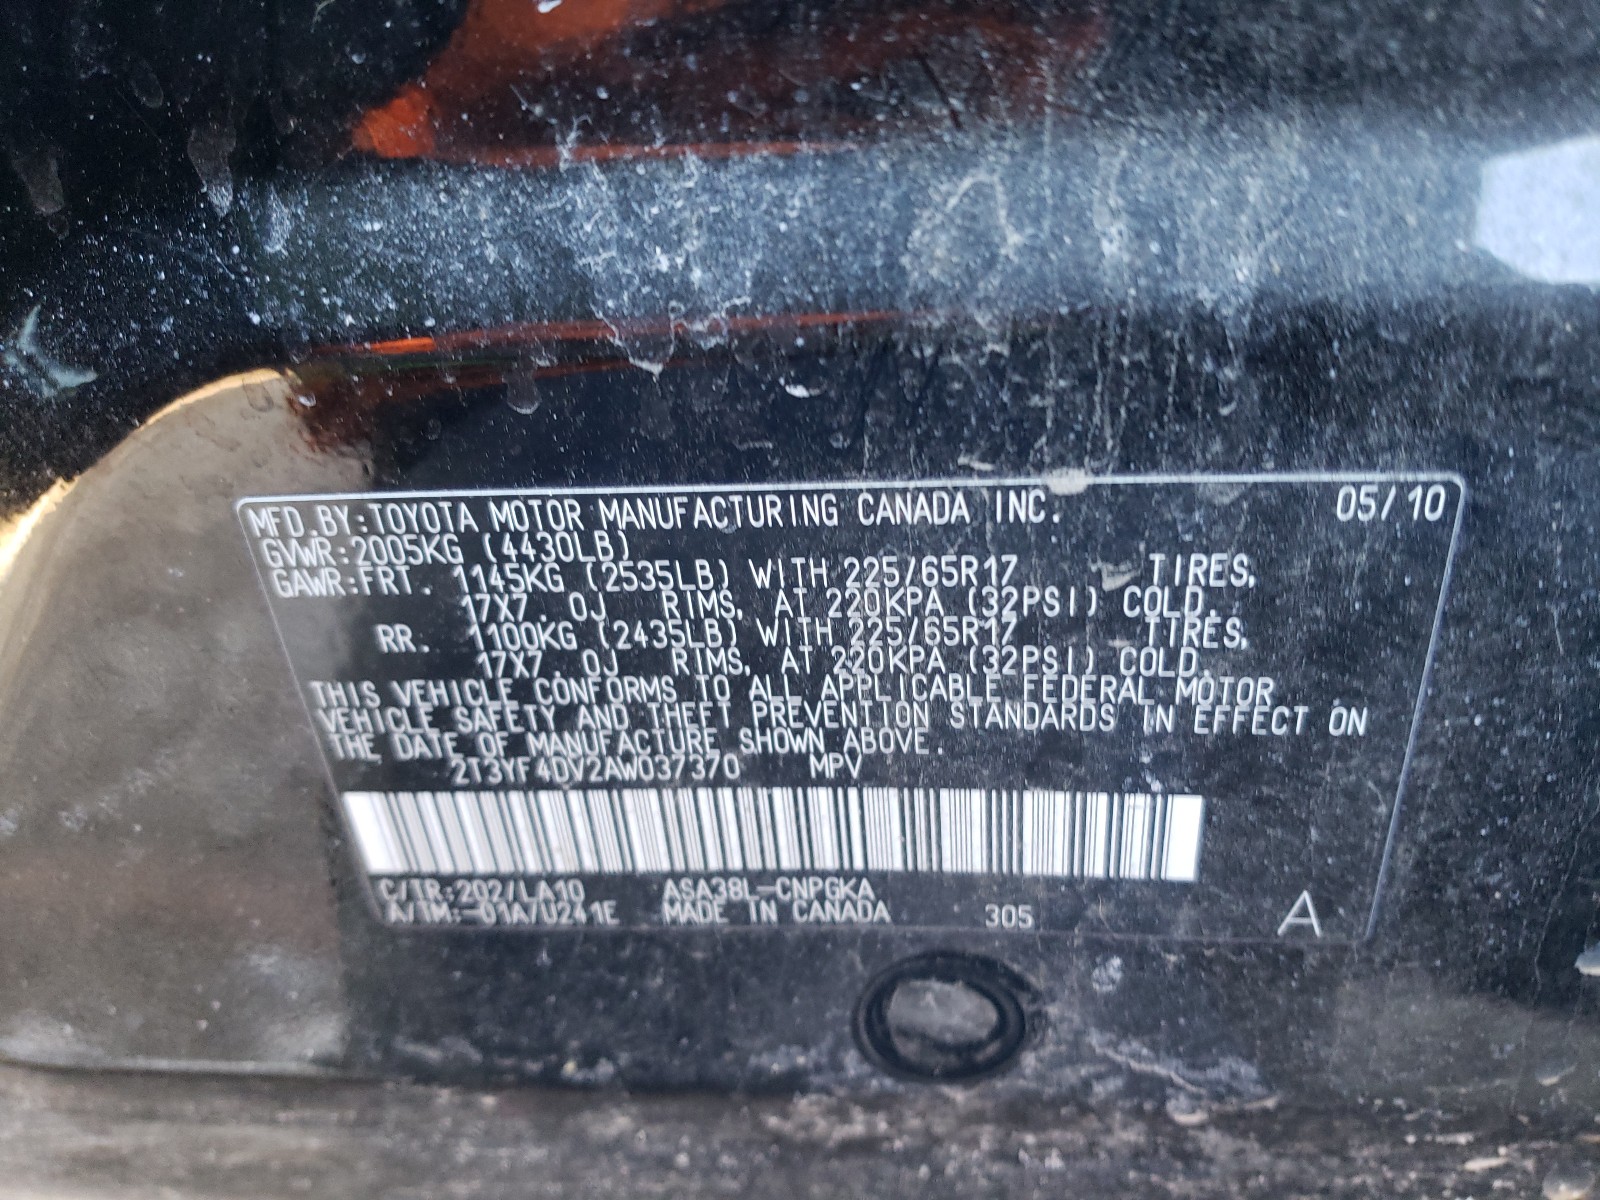 MFD.BY:TOYOTA MOTOR MANUFACTURING CANADA INC. 05/10
GVWR:2005KG (4430LB)
GAWR:FRT. 1145KG (2535LB) WITH 225/65R17 TIRES,
17X7.0J RIMS, AT 220KPA (32PSI) COLD.
RR. 1100KG (2435LB) WITH 225/65R17 TIRES,
17X7.0J RIMS, AT 220KPA (32PSI) COLD.
THIS VEHICLE CONFORMS TO ALL APPLICABLE FEDERAL MOTOR
VEHICLE SAFETY AND THEFT PREVENTION STANDARDS IN EFFECT ON
THE DATE OF MANUFACTURE SHOWN ABOVE.
2T3YF4DV2AW037370 MPV
C/TR:202/LA10 ASA38L-CNPGKA
A/TM:-01A/U241E MADE IN CANADA 305 A